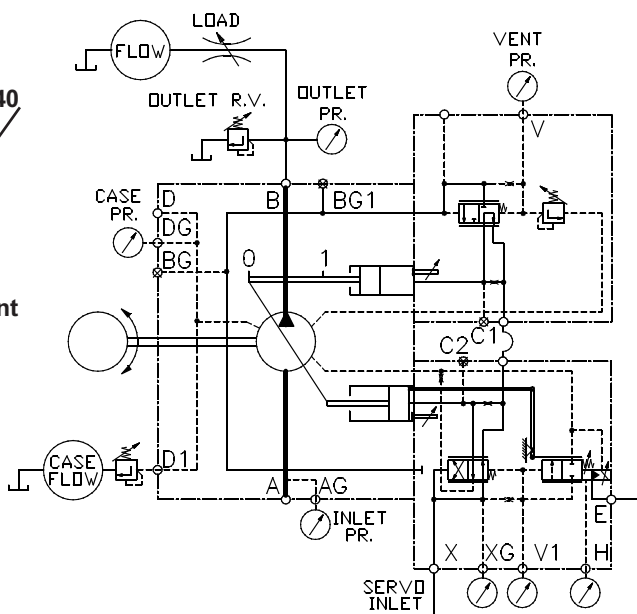 LOAD
FLOW
VENT
PR.
40
OUTLET R.V.
OUTLET
PR.
V
CASE
PR.
D
B
BG1
DG
BG
0
1
nt
C1
C2
CASE
FLOW
D1
A
AG
INLET
PR.
E
X
XG
V1
H
SERVO
INLET